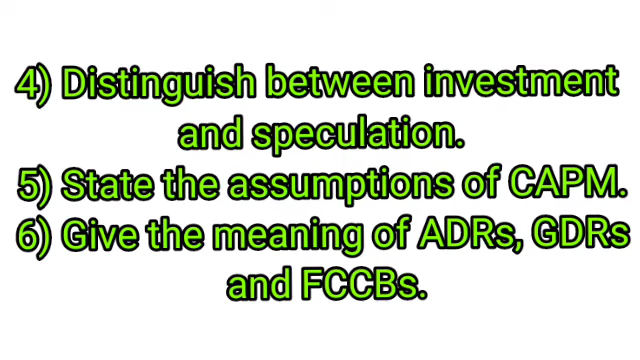 4) Distinguish between investment
and speculation.
5) State the assumptions of CAPM.
6) Give the meaning of ADRs, GDRs
and FCCBs.